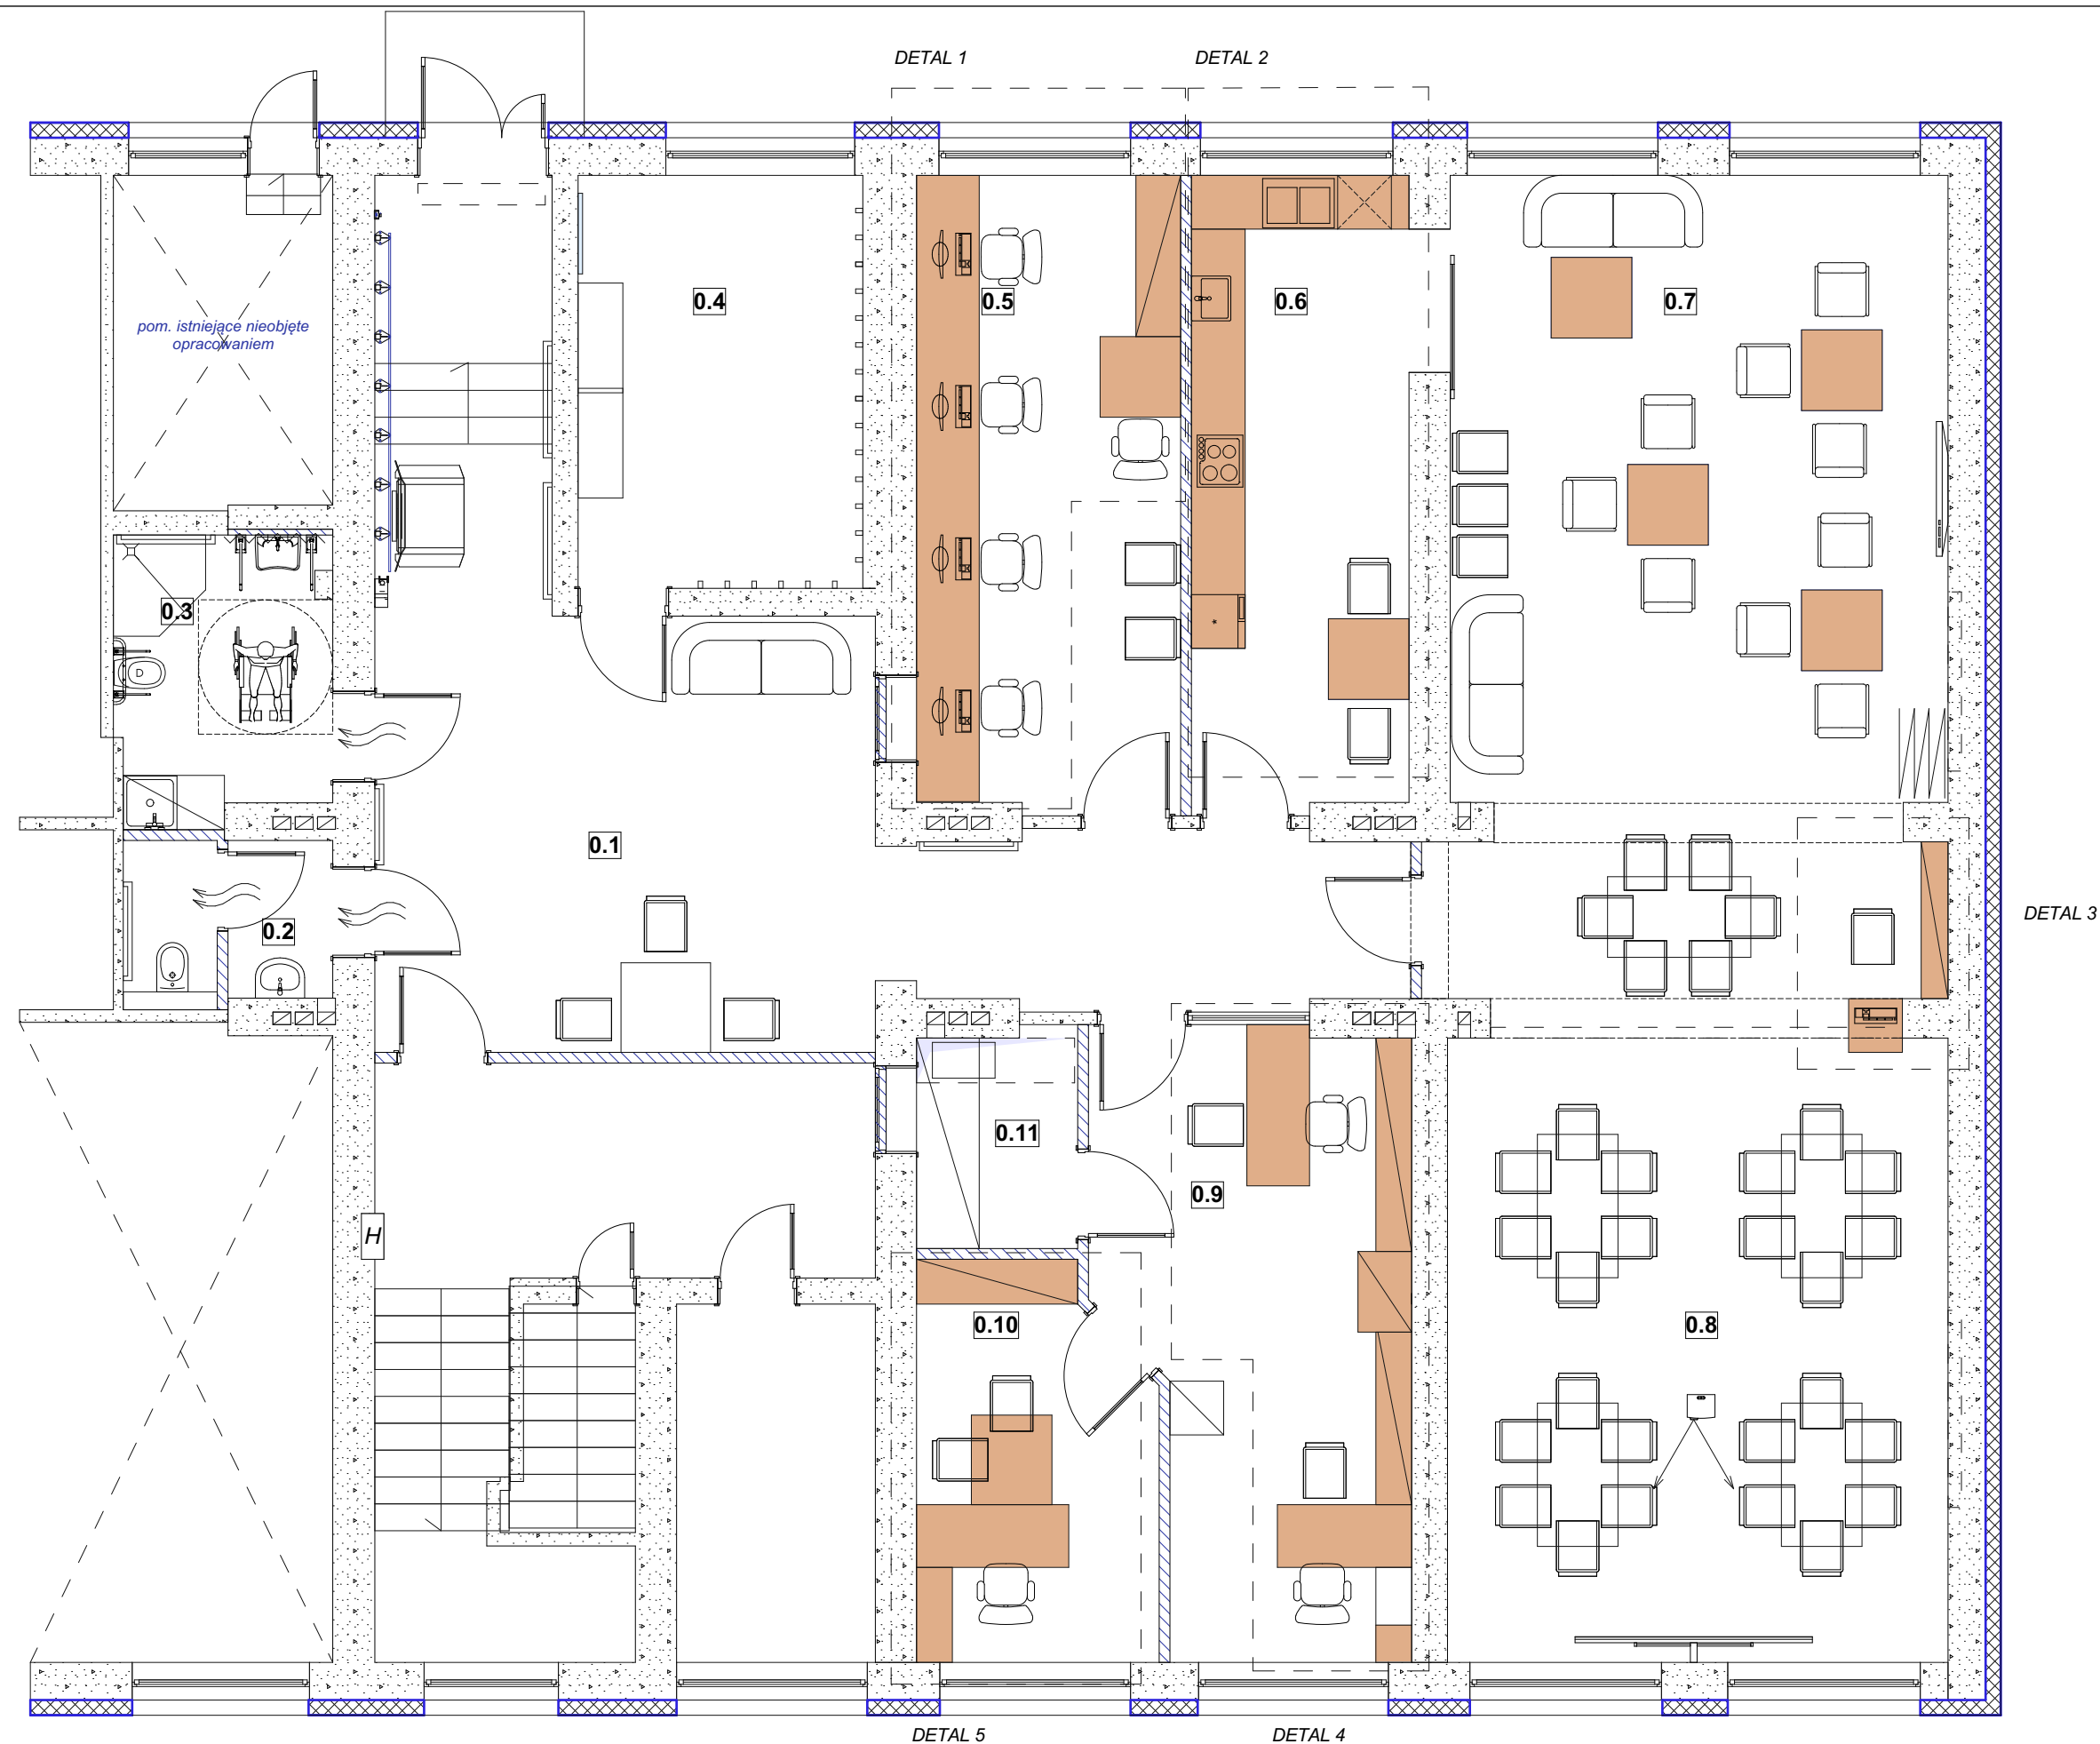 DETAL 1
DETAL 2
0.4
0.5
0.6
0.7
pom. istniejące nieobjęte
opracowaniem
0.3
D
0.1
0.2
DETAL 3
0.11
0.9
H
0.10
0.8
DETAL 5
DETAL 4